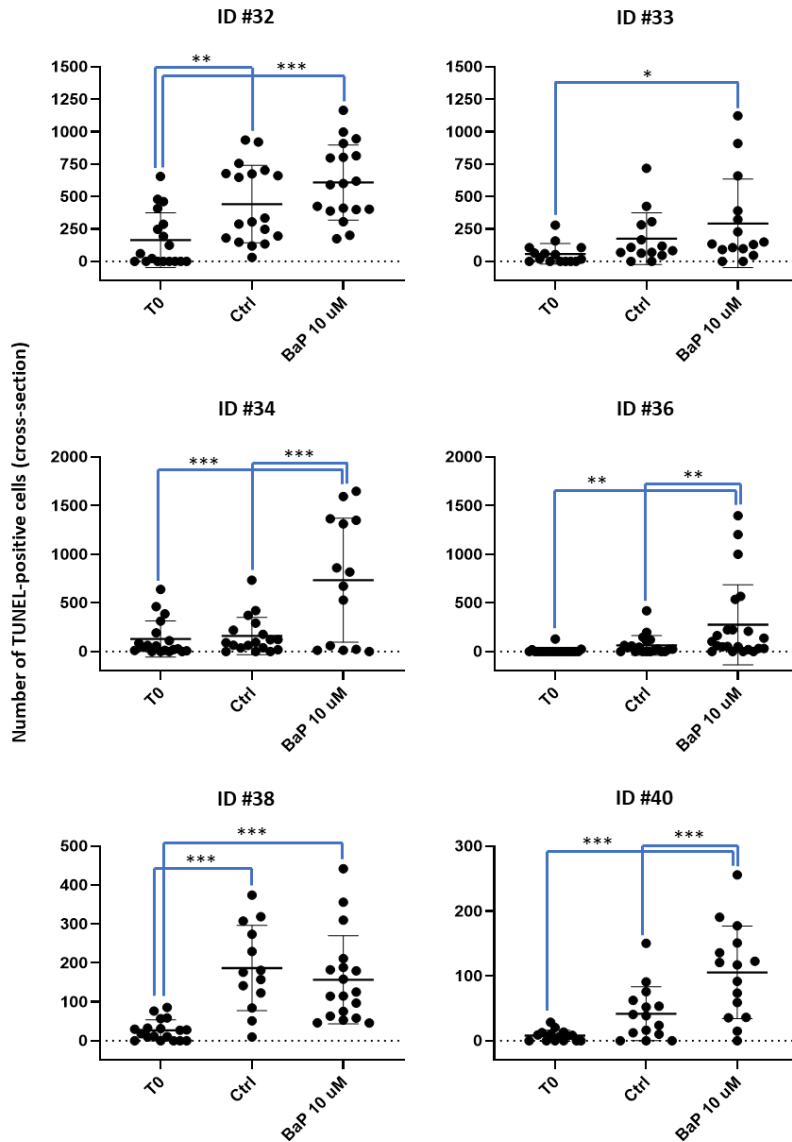 Number of TUNEL-positive cells (cross-section)
ID #32
1500
1250
1000
750
500
250
0
**
***
T0
Ctrl
BaP 10 uM
ID #33
1500
1250
1000
750
500
250
0
*
T0
Ctrl
BaP 10 uM
ID #34
2000
1500
1000
500
0
***
***
T0
Ctrl
BaP 10 uM
ID #36
2000
1500
1000
500
0
**
**
T0
Ctrl
BaP 10 uM
ID #38
500
400
300
200
100
0
***
***
T0
Ctrl
BaP 10 uM
ID #40
300
200
100
0
***
***
T0
Ctrl
BaP 10 uM